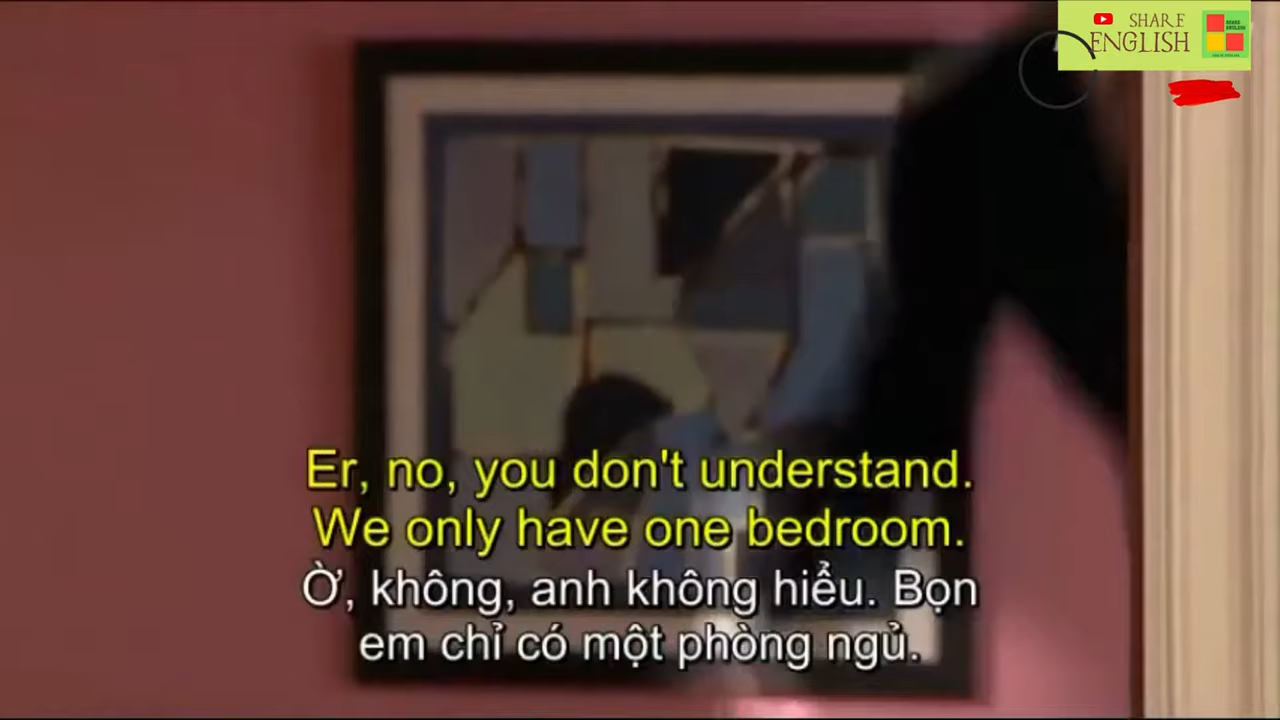 SHARE
ENGLISH
Er, no, you don't understand.
We only have one bedroom.
Ờ, không, anh không hiểu. Bọn
em chỉ có một phòng ngủ.